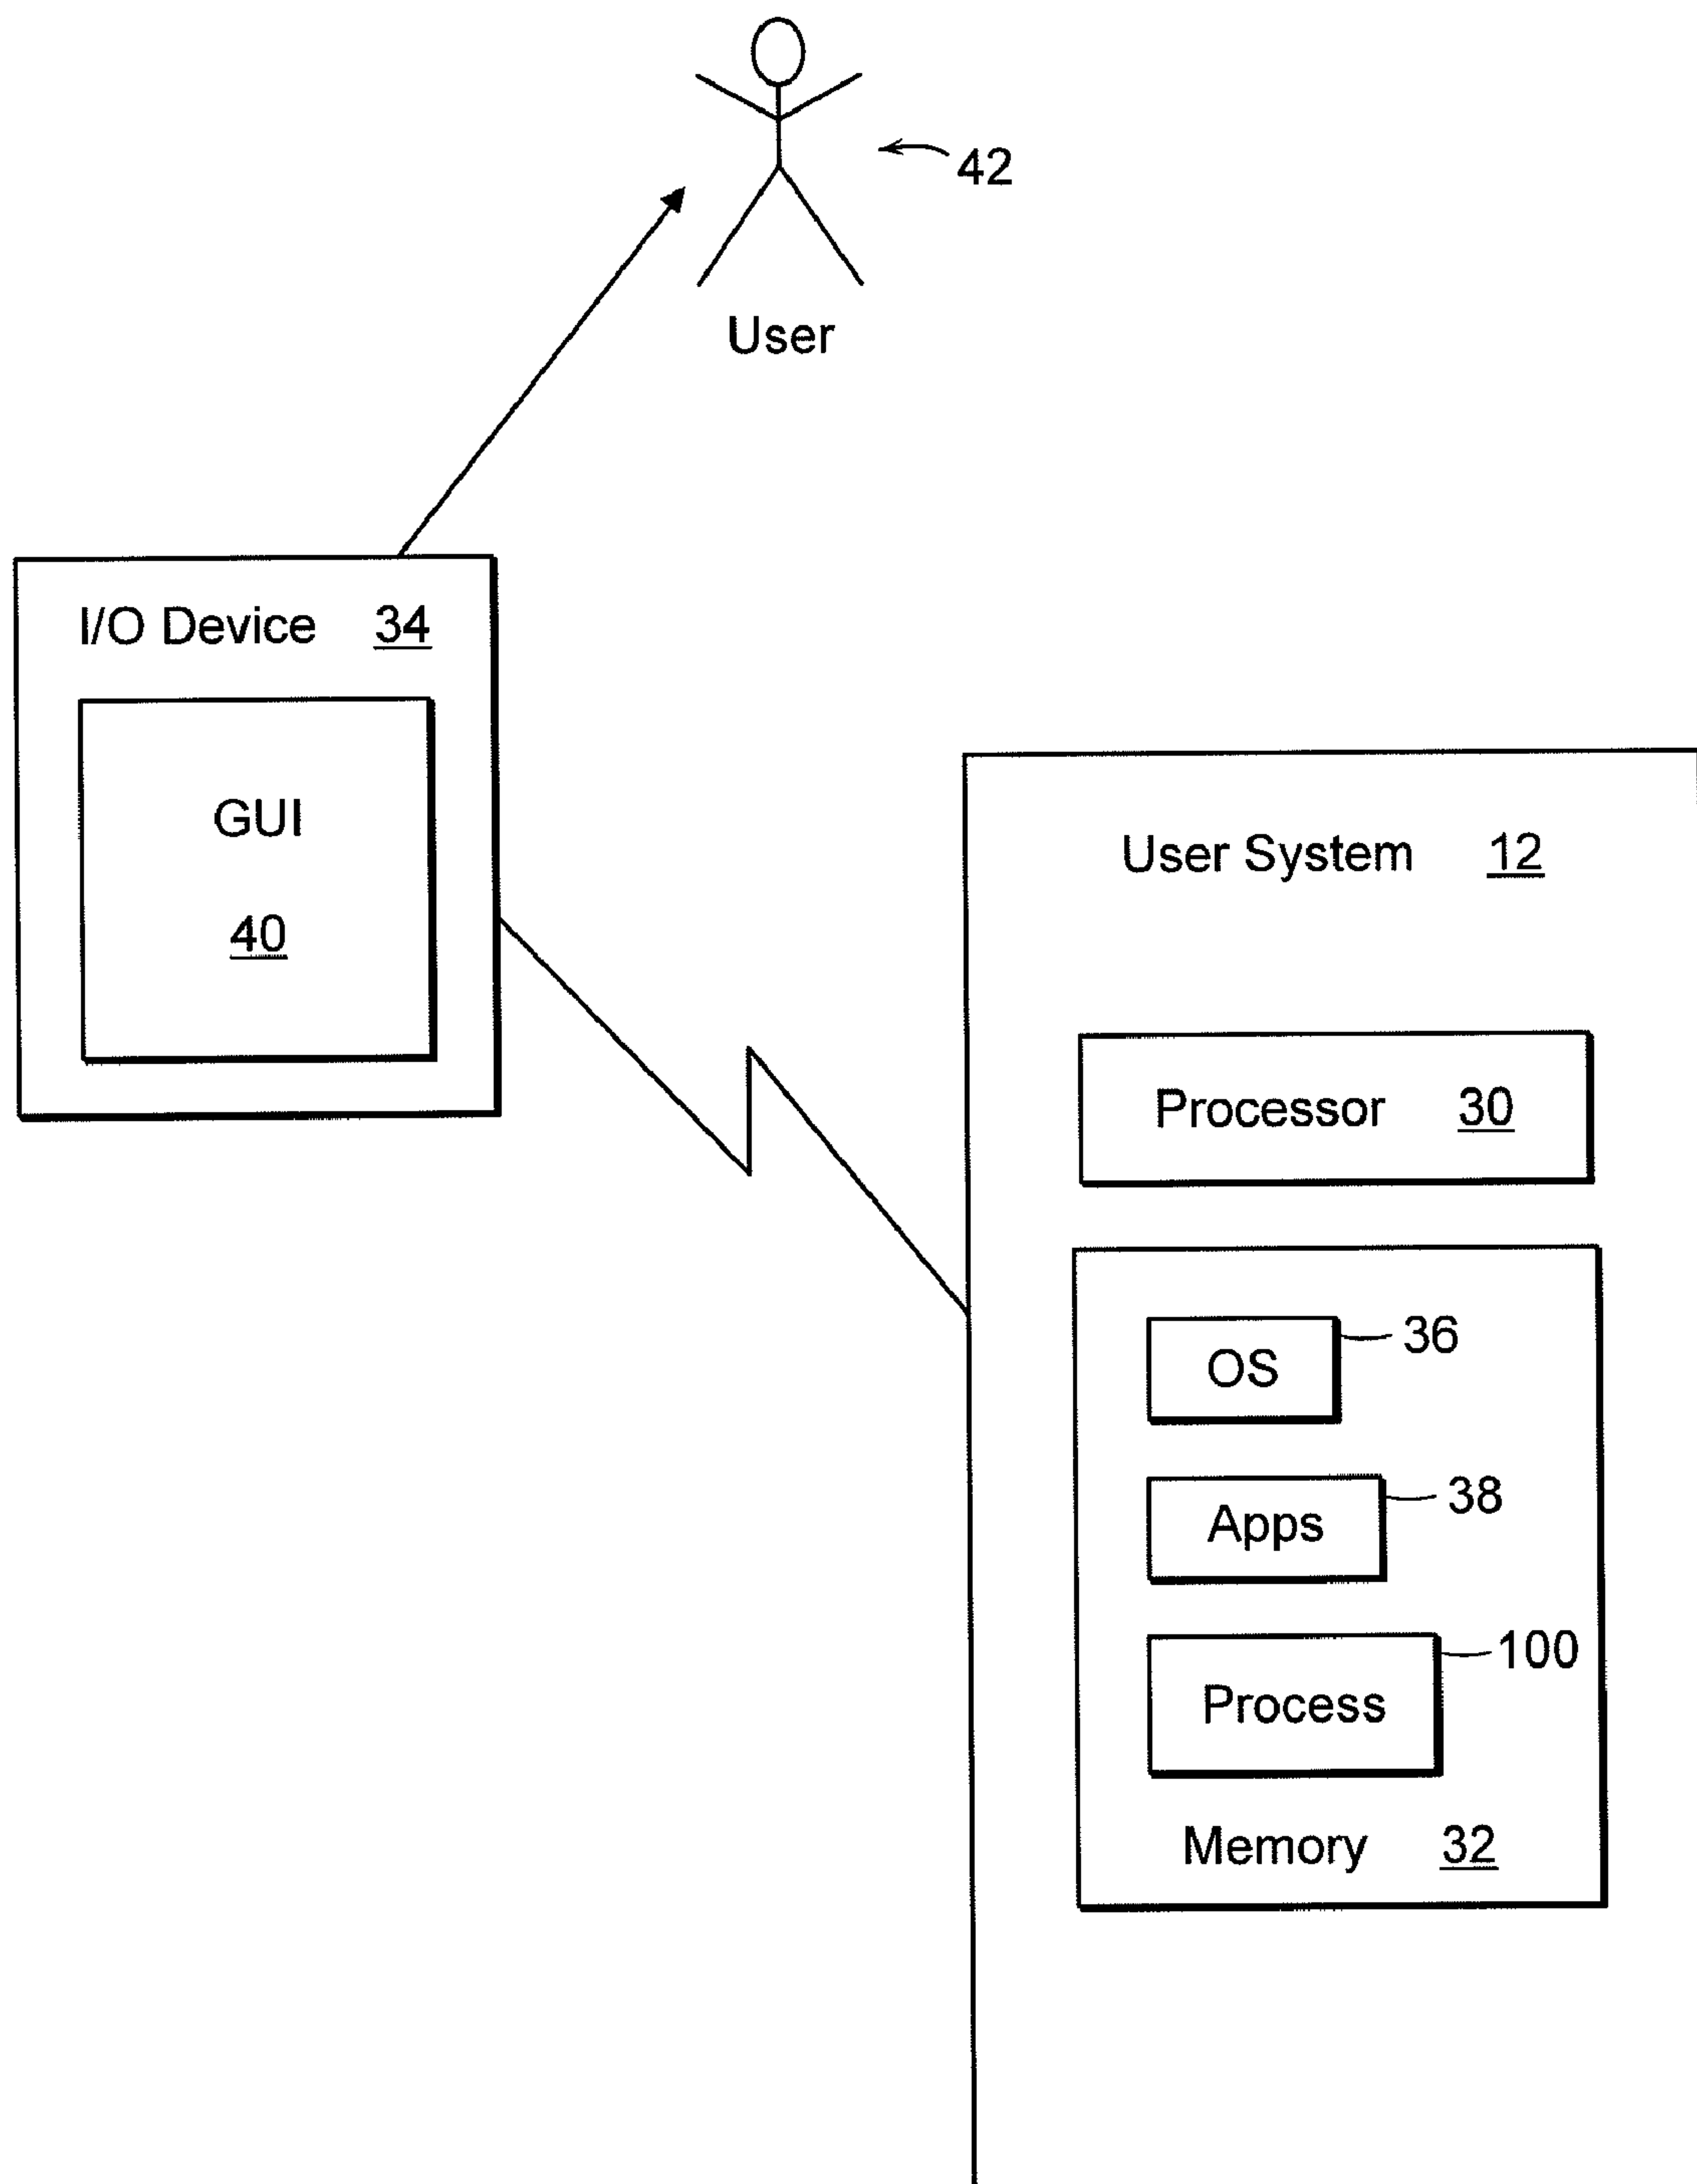 42
User
I/O Device 34
GUI
40
User System 12
Processor 30
OS
36
Apps
38
Process
100
Memory 32